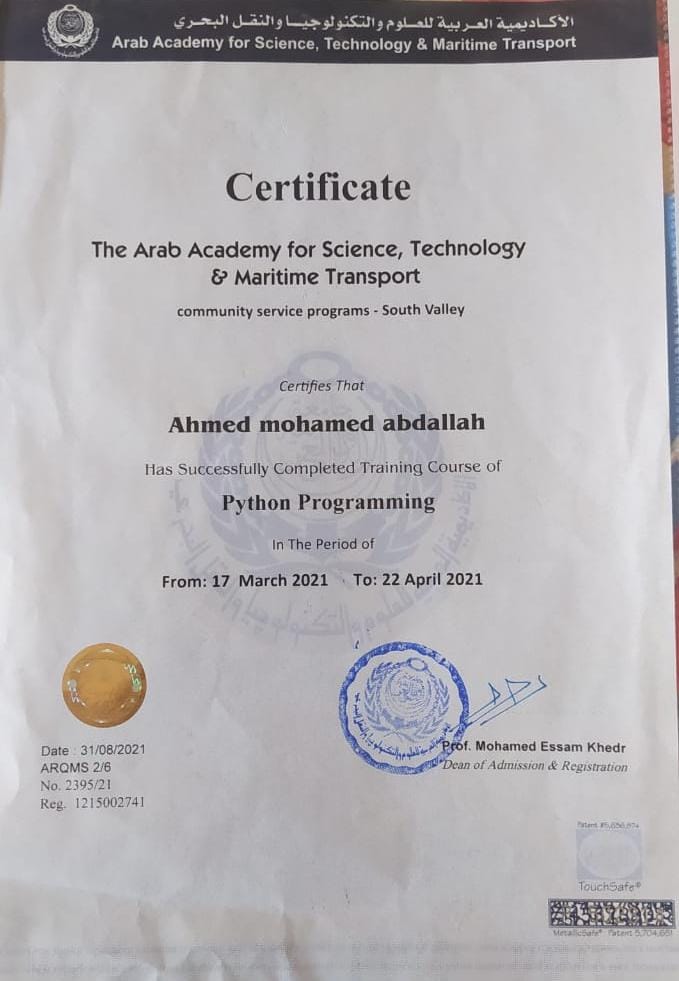 الأكاديمية العربية للعلوم والتكنولوجيا والنقل البحري
Arab Academy for Science, Technology & Maritime Transport
Certificate
The Arab Academy for Science, Technology
& Maritime Transport
community service programs - South Valley
Certifies That
Ahmed mohamed abdallah
Has Successfully Completed Training Course of
Python Programming
In The Period of
From: 17 March 2021 To: 22 April 2021
Date : 31/08/2021
ARQMS 2/6
No. 2395/21
Reg. 1215002741
Prof. Mohamed Essam Khedr
Dean of Admission & Registration
Patent #5,636,874
TouchSafe®
MetallicSafe® Patent 5,704,651